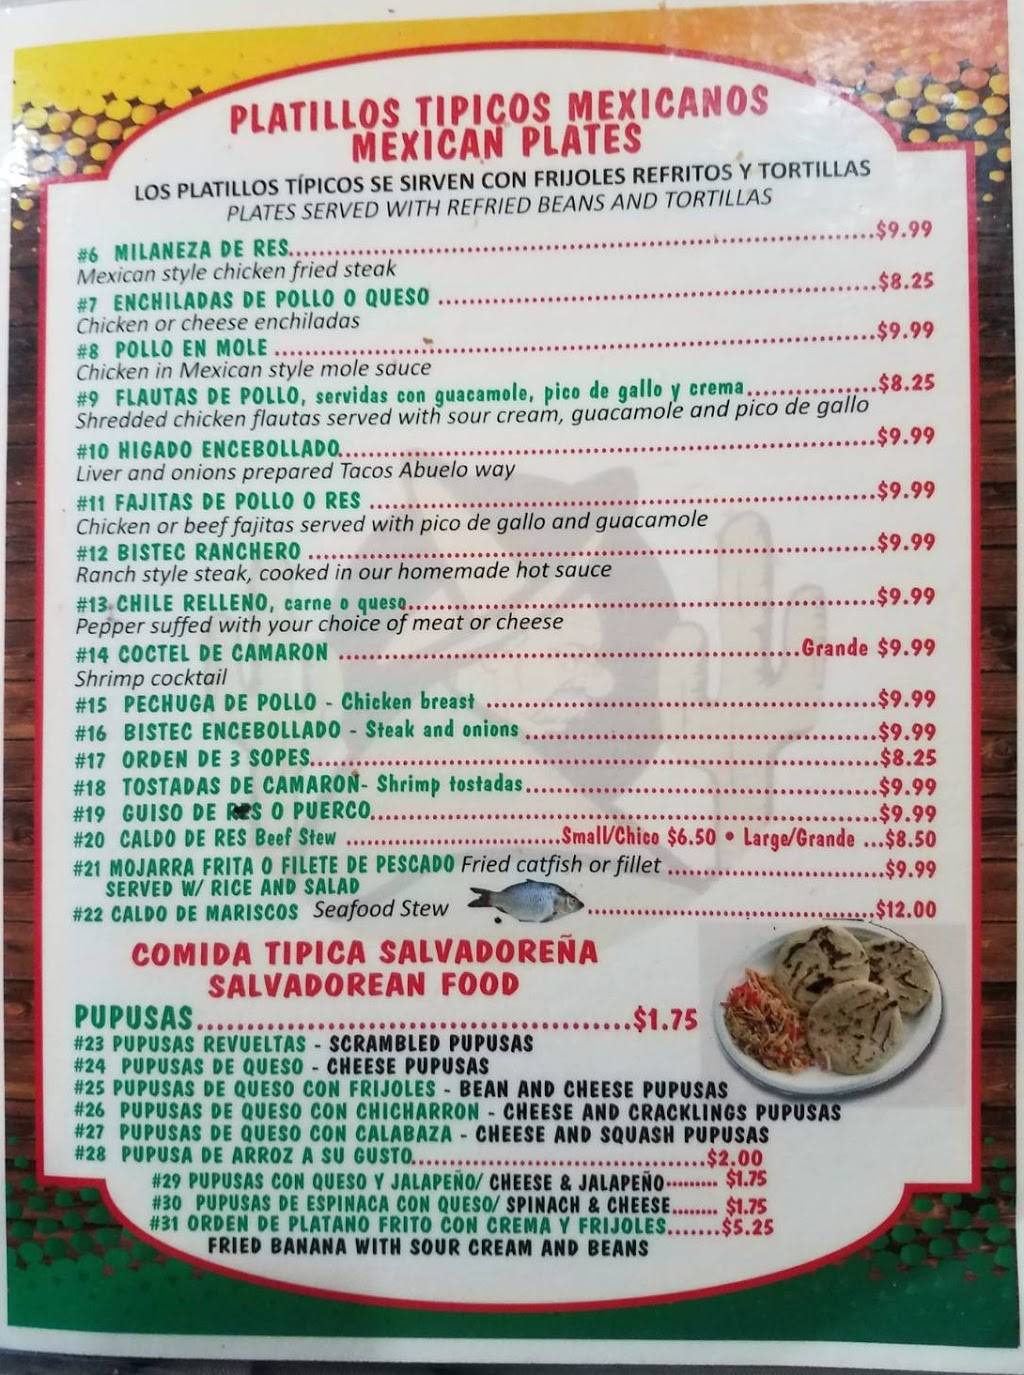 PLATILLOS TIPICOS MEXICANOS
MEXICAN PLATES
LOS PLATILLOS TÍPICOS SE SIRVEN CON FRIJOLES REFRITOS Y TORTILLAS
PLATES SERVED WITH REFRIED BEANS AND TORTILLAS
#6 MILANEZA DE RES..........$9.99
Mexican style chicken fried steak
#7 ENCHILADAS DE POLLO O QUESO ..........$8.25
Chicken or cheese enchiladas
#8 POLLO EN MOLE ..........$9.99
Chicken in Mexican style mole sauce
#9 FLAUTAS DE POLLO, servidas con guacamole, pico de gallo y crema..........$8.25
Shredded chicken flautas served with sour cream, guacamole and pico de gallo
#10 HIGADO ENCEBOLLADO..........$9.99
Liver and onions prepared Tacos Abuelo way
#11 FAJITAS DE POLLO O RES ..........$9.99
Chicken or beef fajitas served with pico de gallo and guacamole
#12 BISTEC RANCHERO ..........$9.99
Ranch style steak, cooked in our homemade hot sauce
#13 CHILE RELLENO, carne o queso..........$9.99
Pepper suffed with your choice of meat or cheese
#14 COCTEL DE CAMARON ..........Grande $9.99
Shrimp cocktail
#15 PECHUGA DE POLLO - Chicken breast ..........$9.99
#16 BISTEC ENCEBOLLADO - Steak and onions ..........$9.99
#17 ORDEN DE 3 SOPES..........$8.25
#18 TOSTADAS DE CAMARON- Shrimp tostadas..........$9.99
#19 GUISO DE RES O PUERCO..........$9.99
#20 CALDO DE RES Beef Stew ..........Small/Chico $6.50 • Large/Grande ...$8.50
#21 MOJARRA FRITA O FILETE DE PESCADO Fried catfish or fillet ..........$9.99
SERVED W/ RICE AND SALAD
#22 CALDO DE MARISCOS Seafood Stew ..........$12.00
COMIDA TIPICA SALVADOREÑA
SALVADOREAN FOOD
PUPUSAS..........$1.75
#23 PUPUSAS REVUELTAS - SCRAMBLED PUPUSAS
#24 PUPUSAS DE QUESO - CHEESE PUPUSAS
#25 PUPUSAS DE QUESO CON FRIJOLES - BEAN AND CHEESE PUPUSAS
#26 PUPUSAS DE QUESO CON CHICHARRON - CHEESE AND CRACKLINGS PUPUSAS
#27 PUPUSAS DE QUESO CON CALABAZA - CHEESE AND SQUASH PUPUSAS
#28 PUPUSA DE ARROZ A SU GUSTO..........$2.00
#29 PUPUSAS CON QUESO Y JALAPEÑO/ CHEESE & JALAPEÑO......... $1.75
#30 PUPUSAS DE ESPINACA CON QUESO/ SPINACH & CHEESE........ $1.75
#31 ORDEN DE PLATANO FRITO CON CREMA Y FRIJOLES.......$5.25
FRIED BANANA WITH SOUR CREAM AND BEANS